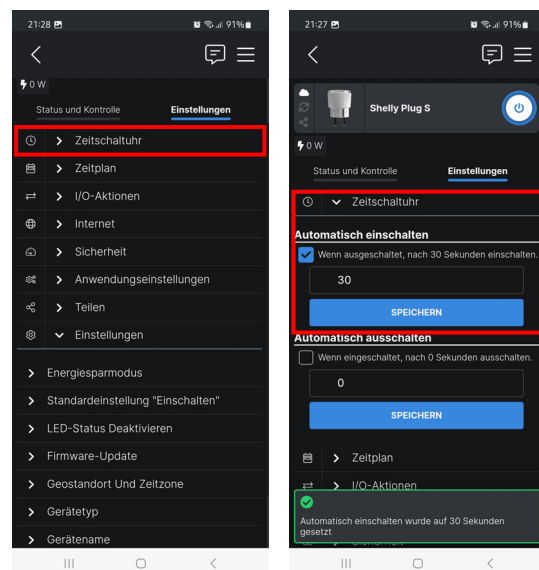 21:28
91%
0 W
Status und Kontrolle
Einstellungen
Zeitschaltuhr
Zeitplan
I/O-Aktionen
Internet
Sicherheit
Anwendungseinstellungen
Teilen
Einstellungen
Energiesparmodus
Standardeinstellung "Einschalten"
LED-Status Deaktivieren
Firmware-Update
Geostandort Und Zeitzone
Gerätetyp
Gerätename
21:27
91%
Shelly Plug S
0 W
Status und Kontrolle
Einstellungen
Zeitschaltuhr
Automatisch einschalten
Wenn ausgeschaltet, nach 30 Sekunden einschalten.
30
SPEICHERN
Automatisch ausschalten
Wenn eingeschaltet, nach 0 Sekunden ausschalten.
0
SPEICHERN
Zeitplan
I/O-Aktionen
Automatisch einschalten wurde auf 30 Sekunden
gesetzt